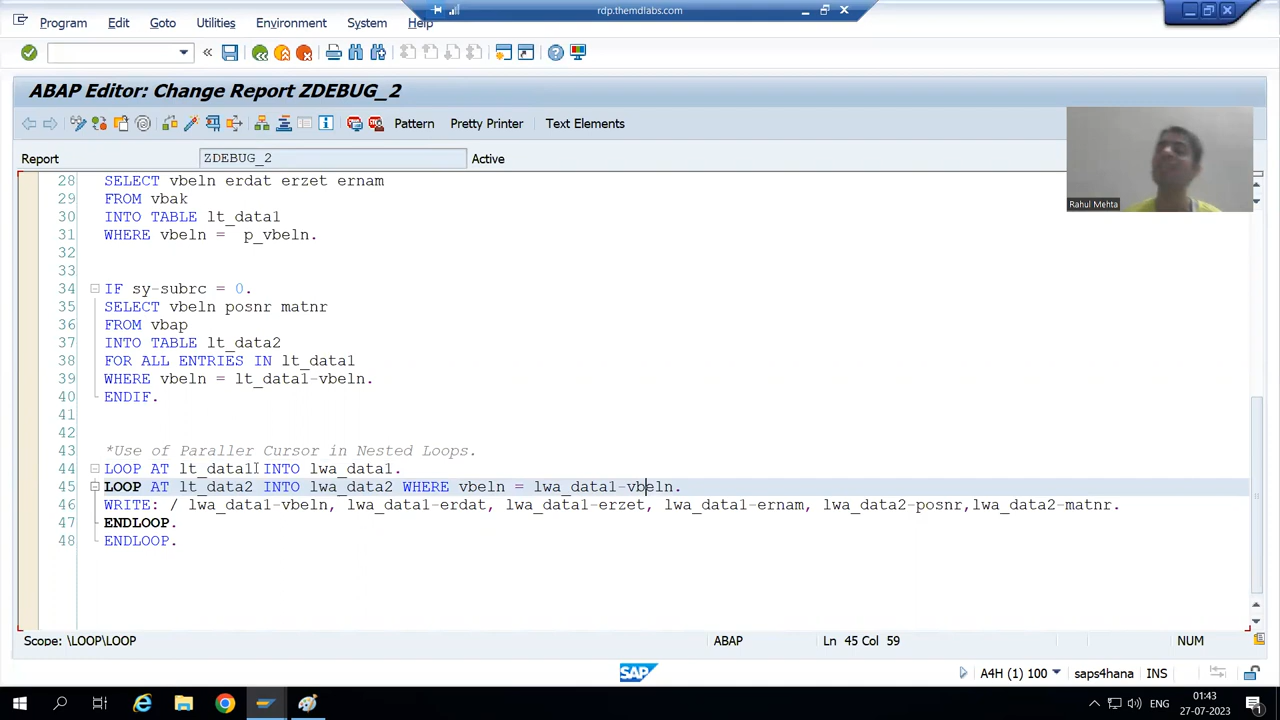 rdp.themdlabs.com
Program Edit Goto Utilities Environment System Help
ABAP Editor: Change Report ZDEBUG_2
Pattern Pretty Printer Text Elements
Report ZDEBUG_2 Active
Rahul Mehta
28 SELECT vbeln erdat erzet ernam
29 FROM vbak
30 INTO TABLE lt_data1
31 WHERE vbeln = p_vbeln.
32
33
34 IF sy-subrc = 0.
35 SELECT vbeln posnr matnr
36 FROM vbap
37 INTO TABLE lt_data2
38 FOR ALL ENTRIES IN lt_data1
39 WHERE vbeln = lt_data1-vbeln.
40 ENDIF.
41
42
43 *Use of Paraller Cursor in Nested Loops.
44 LOOP AT lt_data1 INTO lwa_data1.
45 LOOP AT lt_data2 INTO lwa_data2 WHERE vbeln = lwa_data1-vbeln.
46 WRITE: / lwa_data1-vbeln, lwa_data1-erdat, lwa_data1-erzet, lwa_data1-ernam, lwa_data2-posnr,lwa_data2-matnr.
47 ENDLOOP.
48 ENDLOOP.
Scope: \LOOP\LOOP ABAP Ln 45 Col 59 NUM
SAP A4H (1) 100 saps4hana INS
ENG 01:43
27-07-2023 1